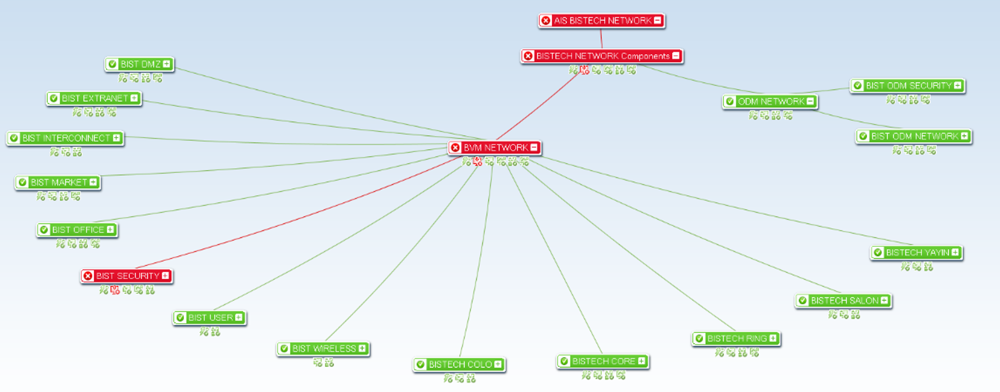 AIS BISTECH NETWORK
BISTECH NETWORK Components
BIST DMZ
BIST ODM SECURITY
BIST EXTRANET
ODM NETWORK
BIST INTERCONNECT
BIST ODM NETWORK
BVM NETWORK
BIST MARKET
BIST OFFICE
BISTECH YAYIN
BIST SECURITY
BISTECH SALON
BIST USER
BISTECH RING
BIST WIRELESS
BISTECH COLO
BISTECH CORE